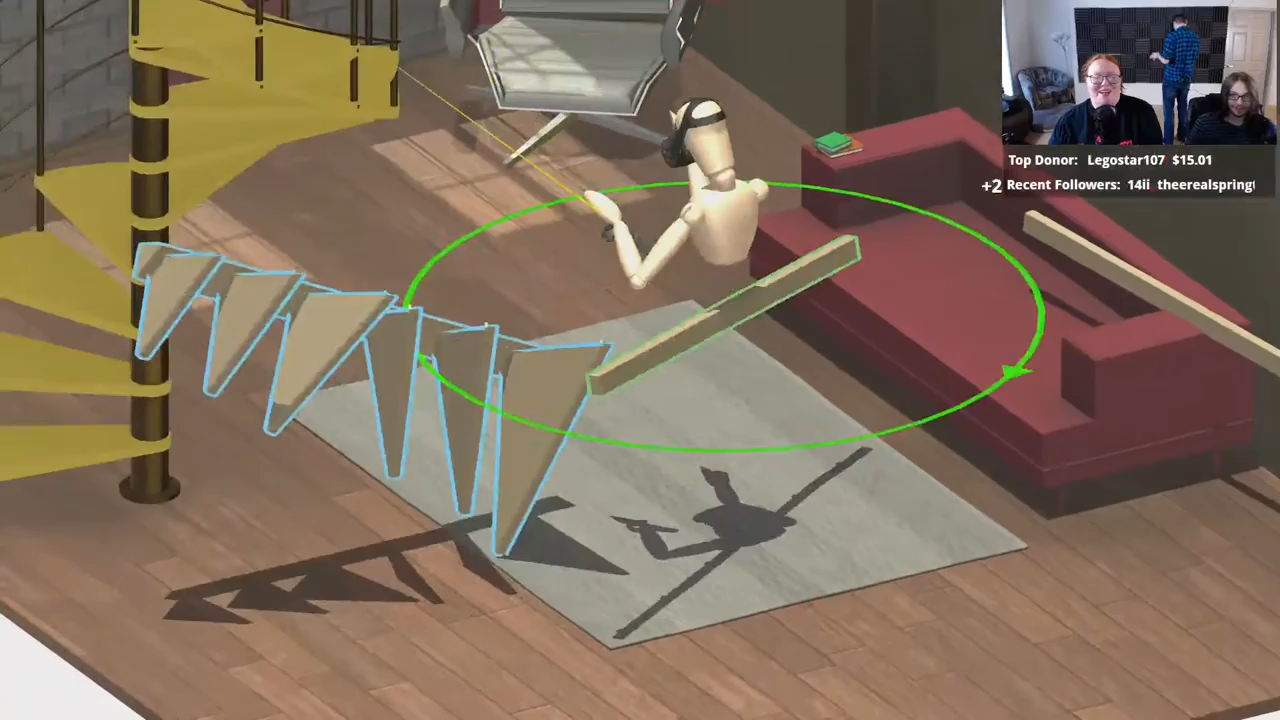 Top Donor: Legostar107 $15.01
+2 Recent Followers: 14ii theerealspring